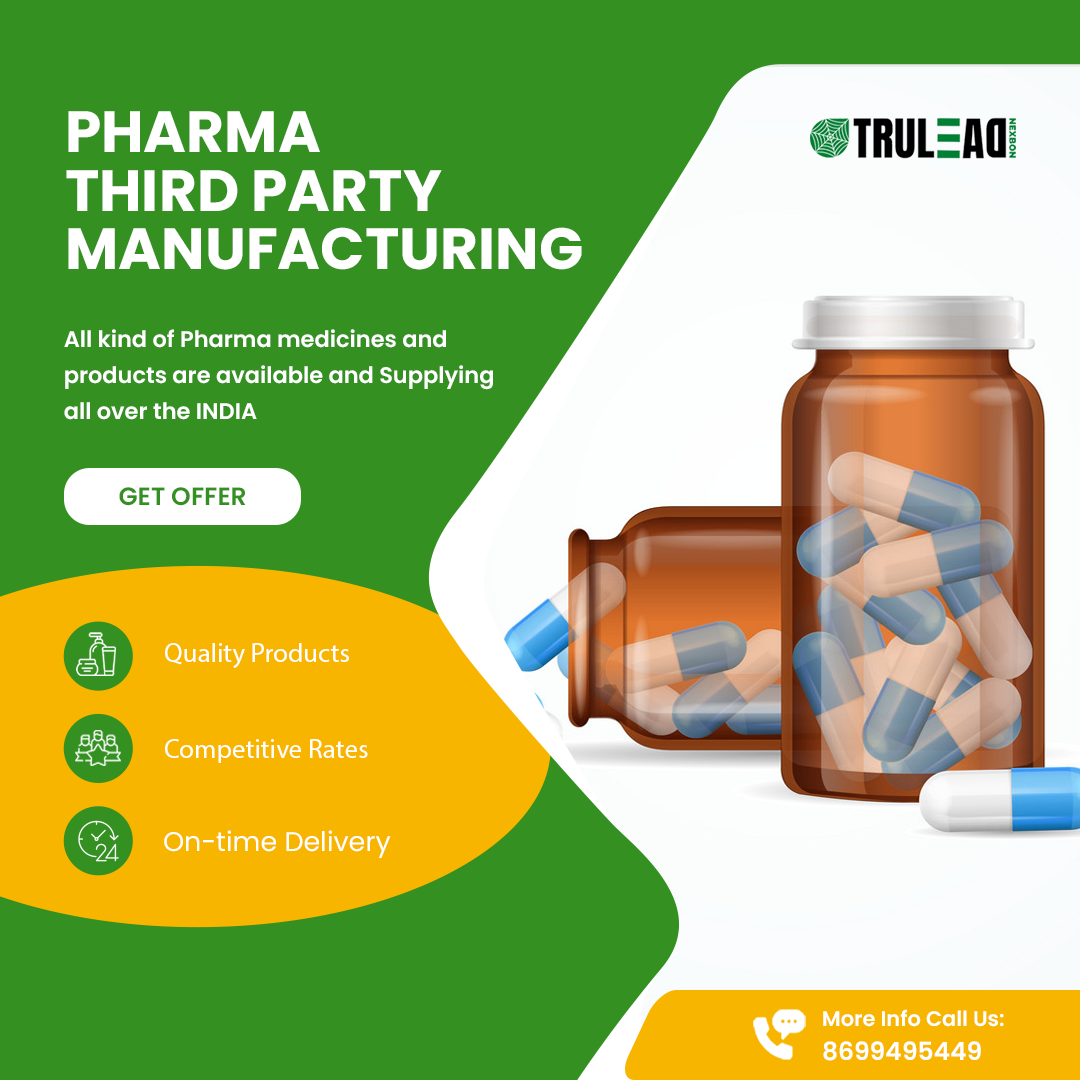 PHARMA
THIRD PARTY
MANUFACTURING
TRULEAD NEXBON
All kind of Pharma medicines and
products are available and Supplying
all over the INDIA
GET OFFER
Quality Products
Competitive Rates
24
On-time Delivery
More Info Call Us:
8699495449